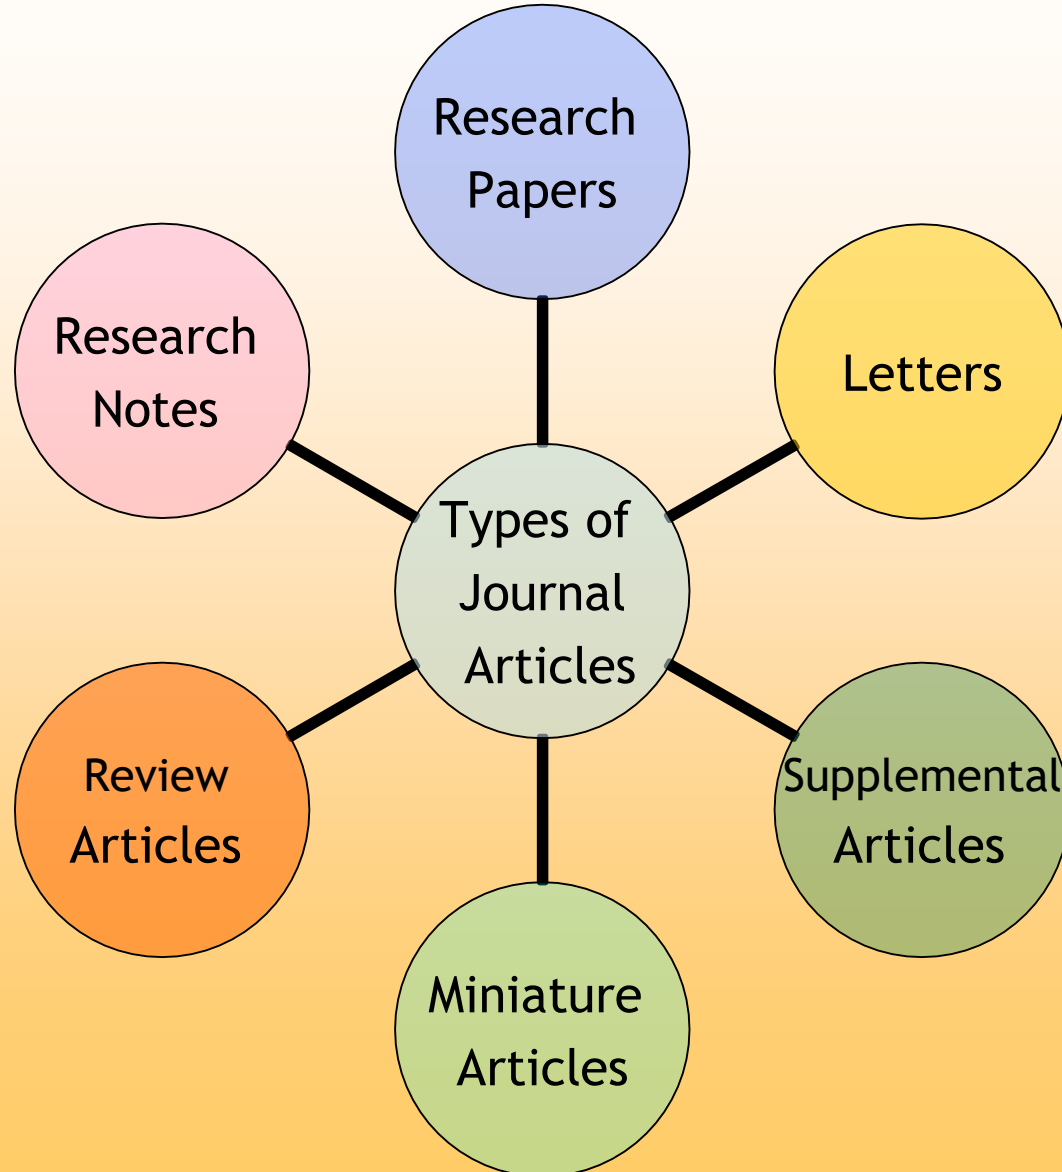 Research
Papers
Letters
Supplemental
Articles
Miniature
Articles
Review
Articles
Research
Notes
Types of
Journal
Articles